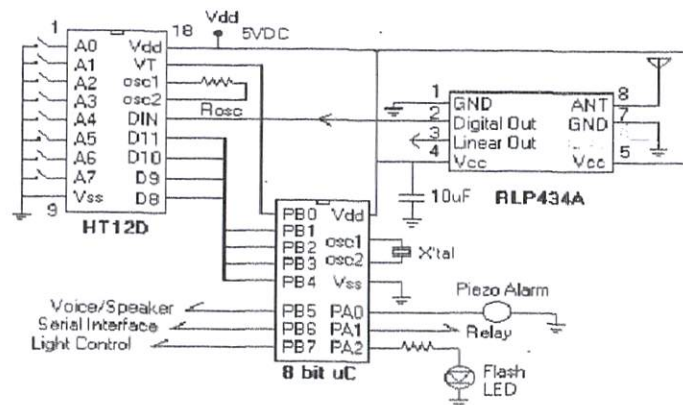 Vdd
5VDC
1
18
A0 Vdd
A1 VT
A2 osc1
A3 osc2
Rosc
A4 DIN
A5 D11
A6 D10
A7 D9
Vss D8
9
HT12D
1 GND ANT 8
2 Digital Out GND 7
3 Linear Out
4 Vcc Vcc 5
10uF
RLP434A
PB0 Vdd
PB1
PB2 osc1
PB3 osc2
X'tal
PB4 Vss
Voice/Speaker PB5 PA0 Piezo Alarm
Serial Interface PB6 PA1 Relay
Light Control PB7 PA2
8 bit uC
Flash
LED